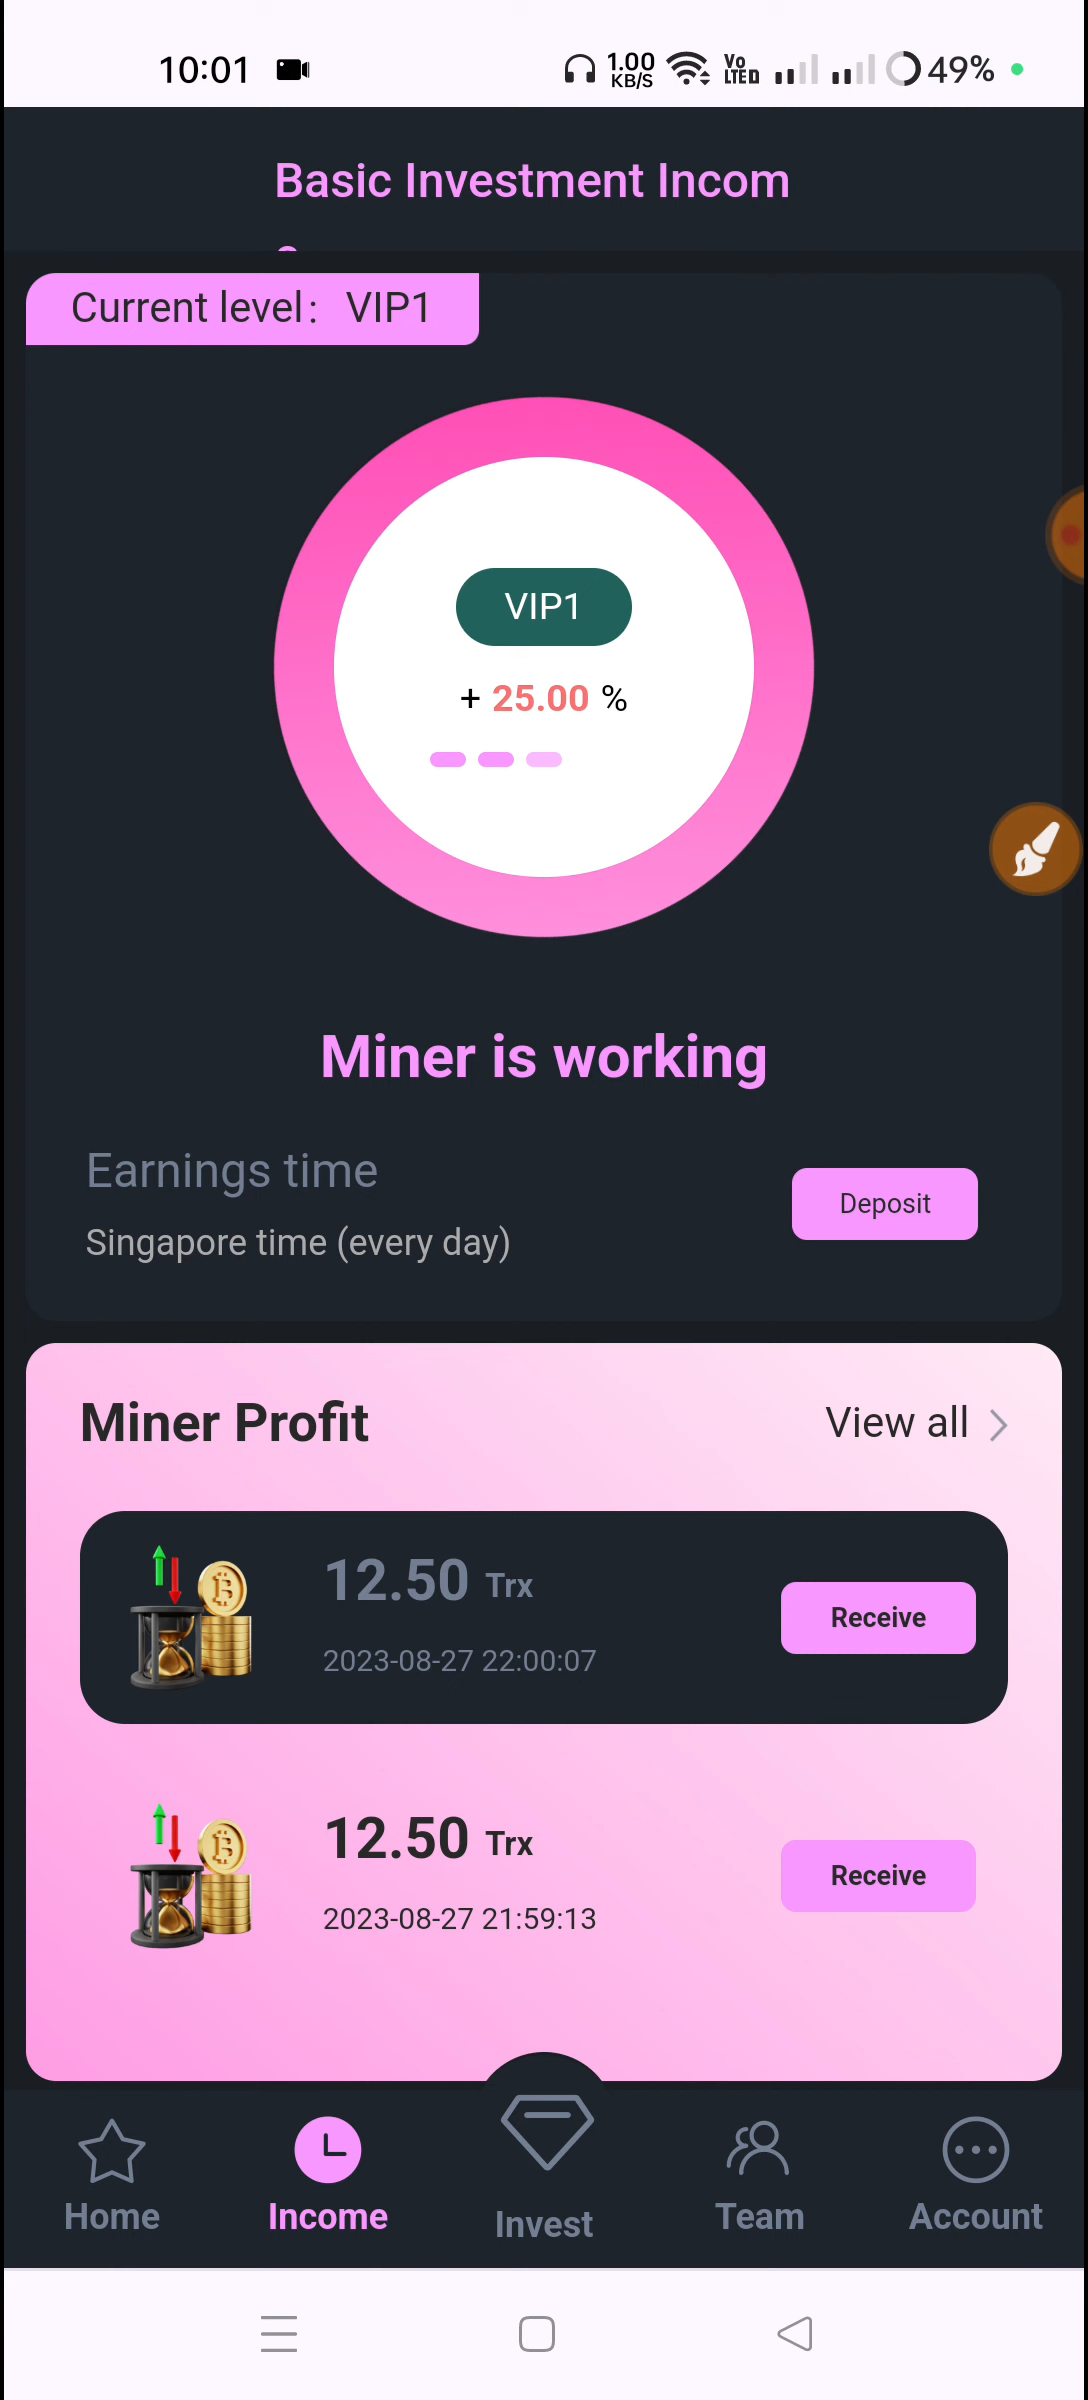 10:01
1.00
KB/S
Vo
LTE D
49%
Basic Investment Incom
Current level: VIP1
VIP1
+ 25.00 %
Miner is working
Earnings time
Deposit
Singapore time (every day)
Miner Profit
View all
12.50 Trx
2023-08-27 22:00:07
Receive
12.50 Trx
2023-08-27 21:59:13
Receive
Home
Income
Invest
Team
Account